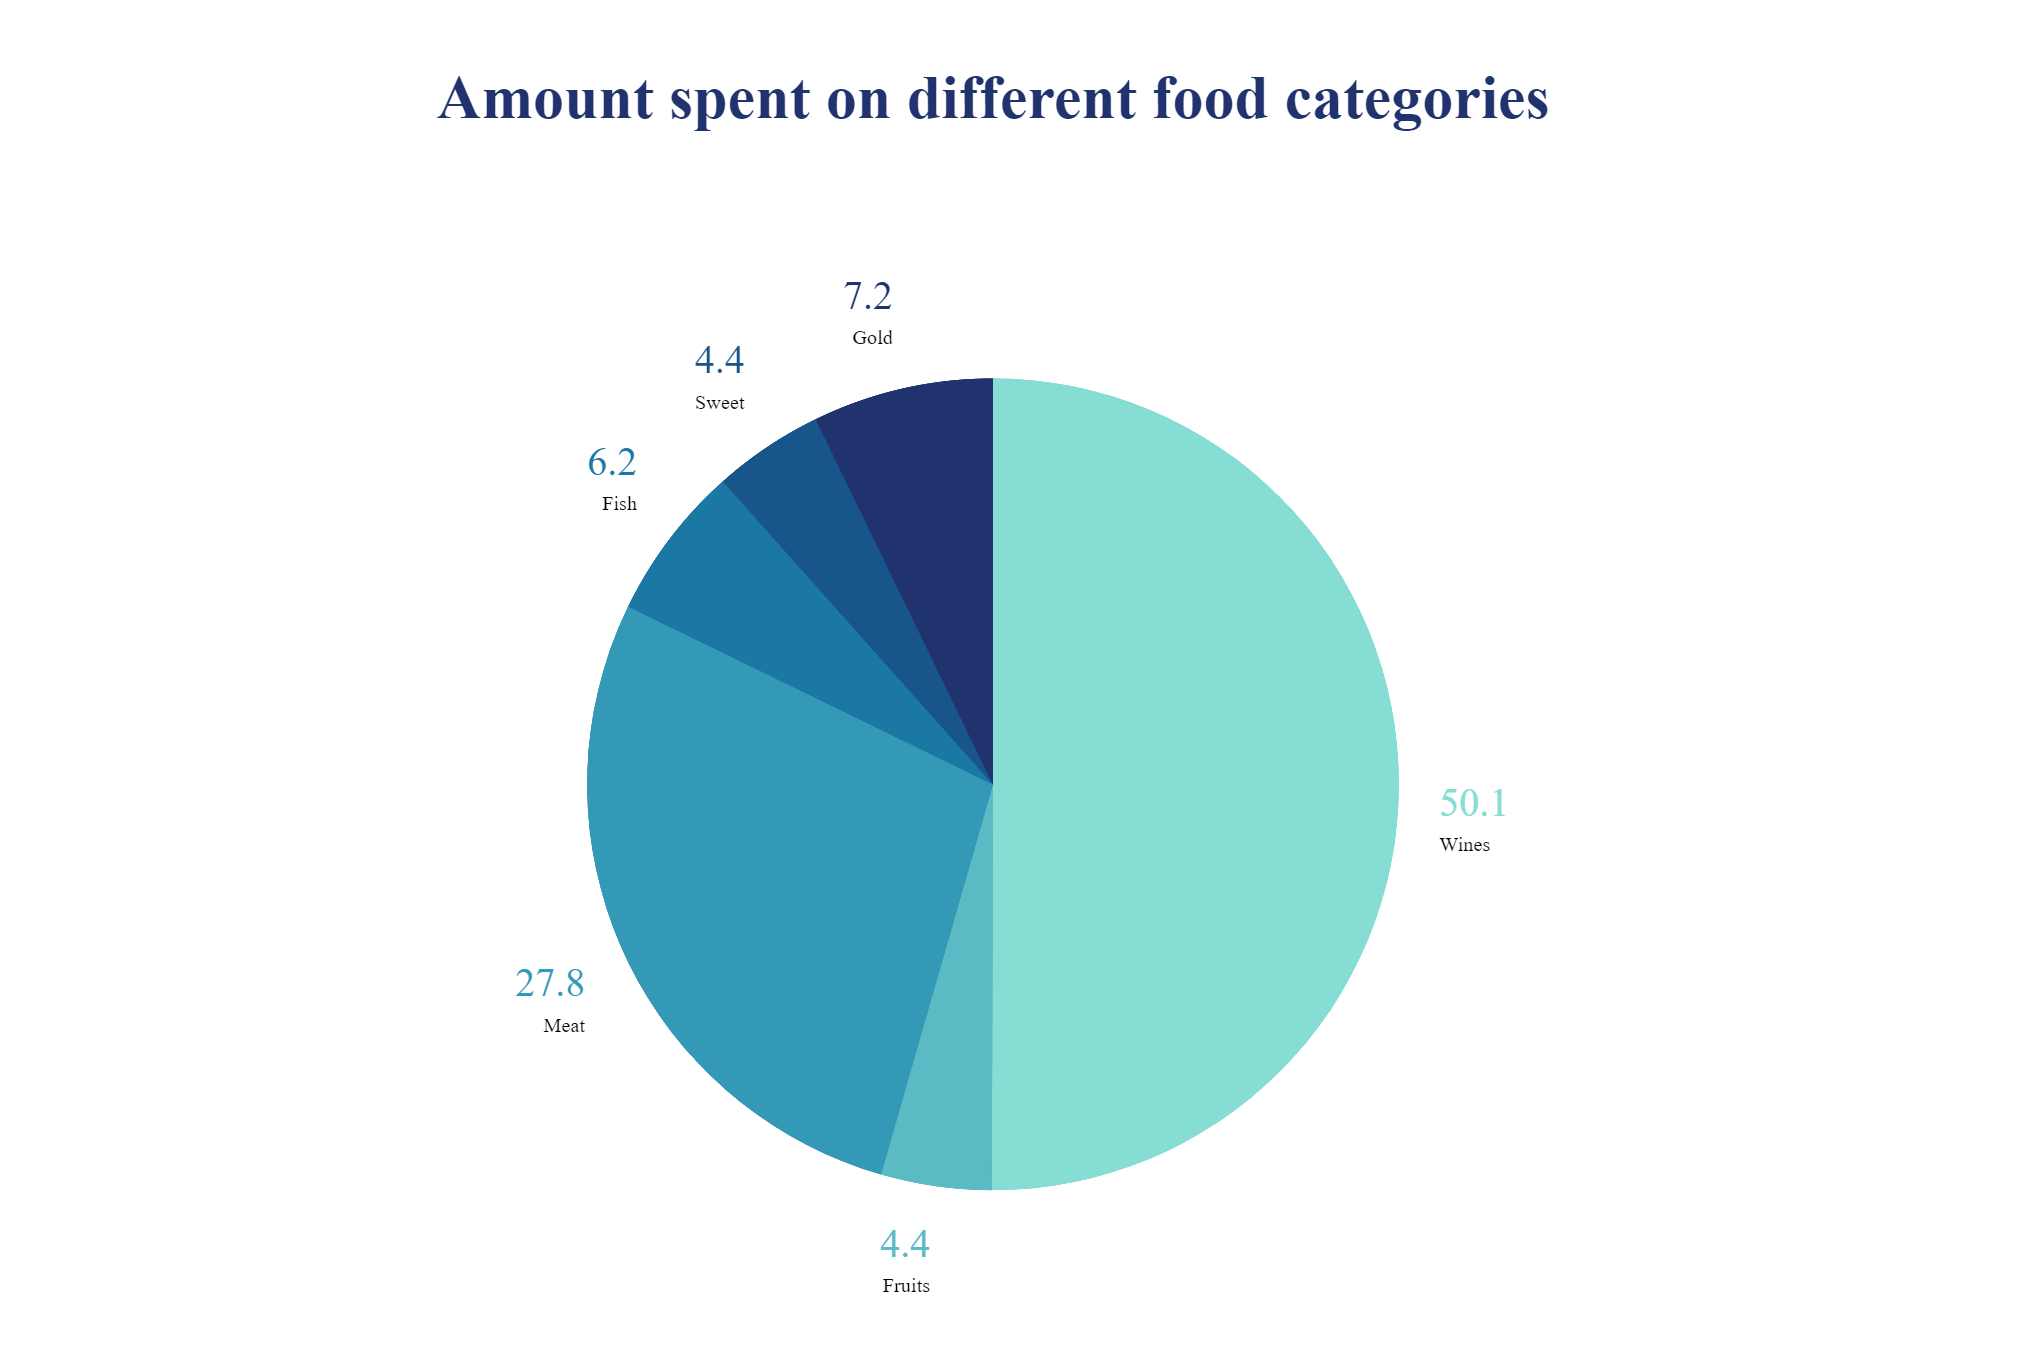 Amount spent on different food categories
7.2
Gold
4.4
Sweet
6.2
Fish
50.1
Wines
27.8
Meat
4.4
Fruits